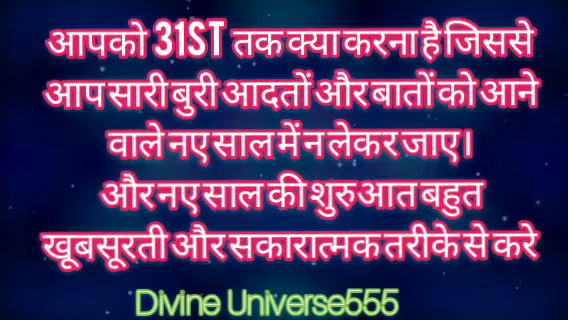 आपको 31ST तक क्या करना है जिससे
आप सारी बुरी आदतों और बातों को आने
वाले नए साल में न लेकर जाए।
और नए साल की शुरुआत बहुत
खूबसूरती और सकारात्मक तरीके से करे
Divine Universe555